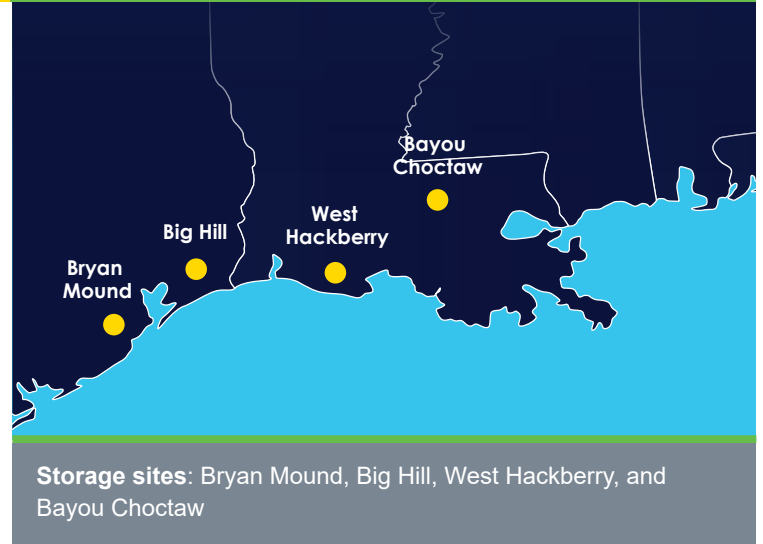 Bayou
Choctaw
West
Hackberry
Big Hill
Bryan
Mound
Storage sites: Bryan Mound, Big Hill, West Hackberry, and
Bayou Choctaw